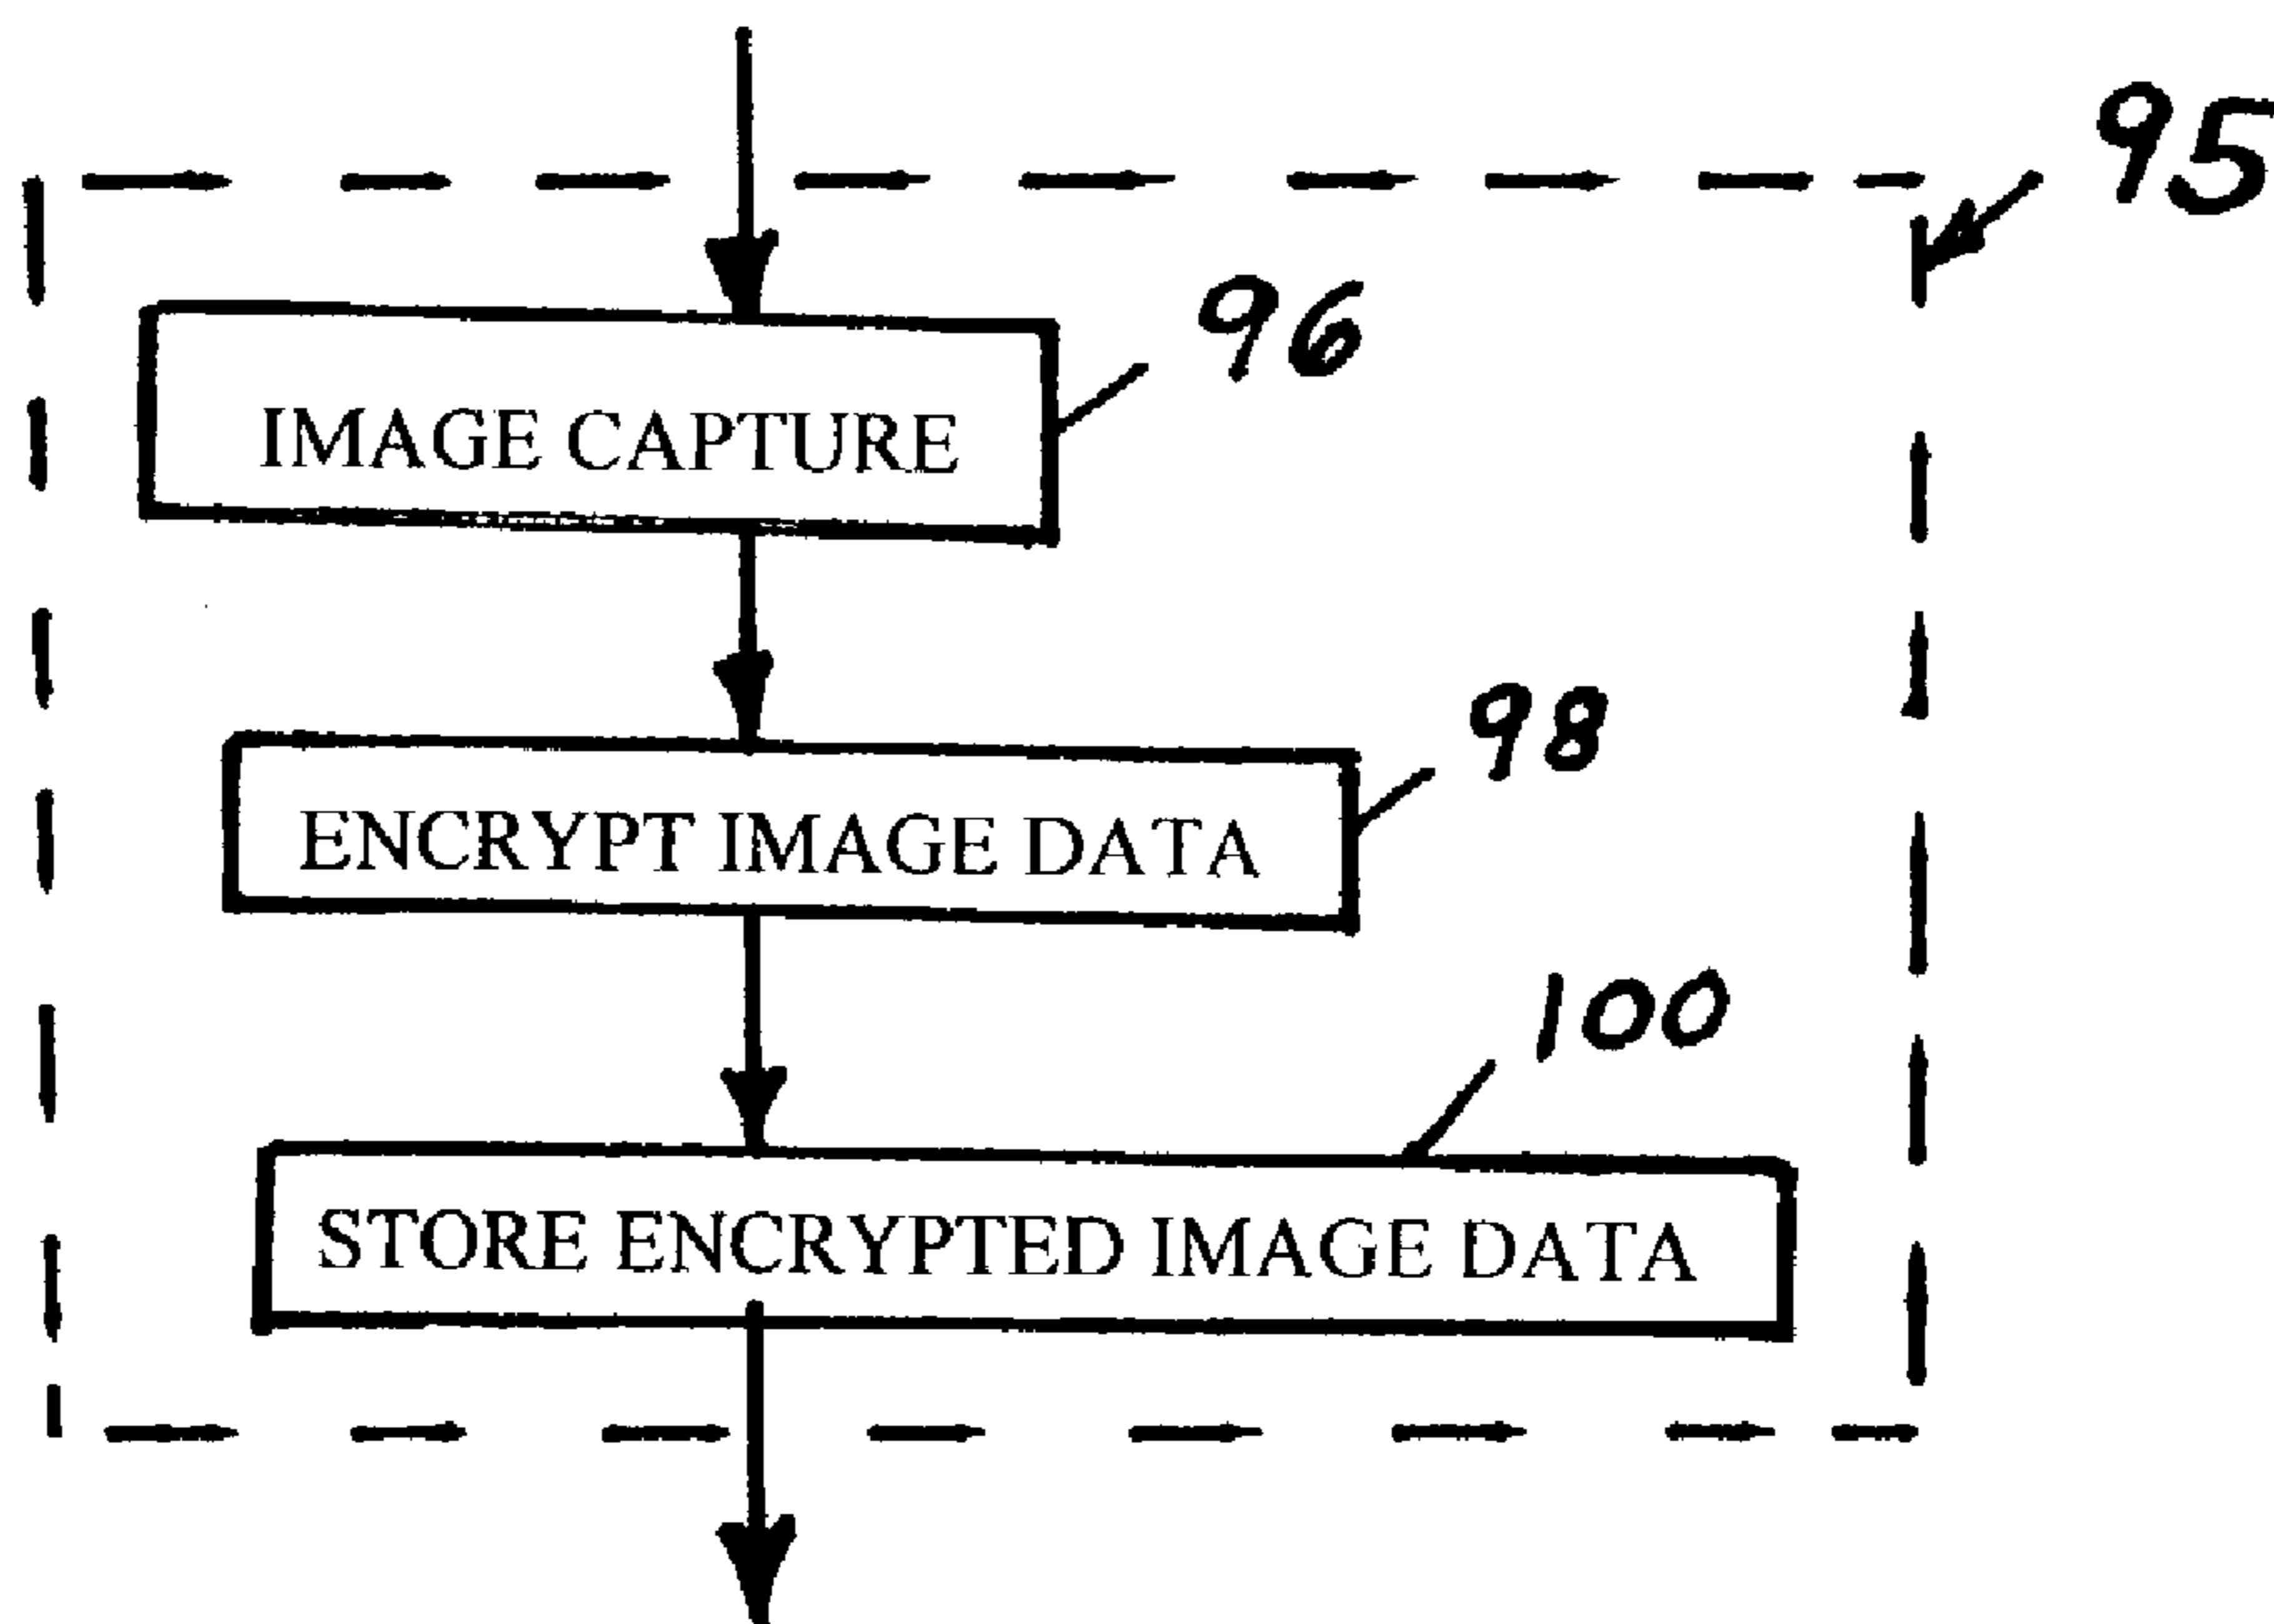 95
96
IMAGE CAPTURE
98
ENCRYPT IMAGE DATA
100
STORE ENCRYPTED IMAGE DATA